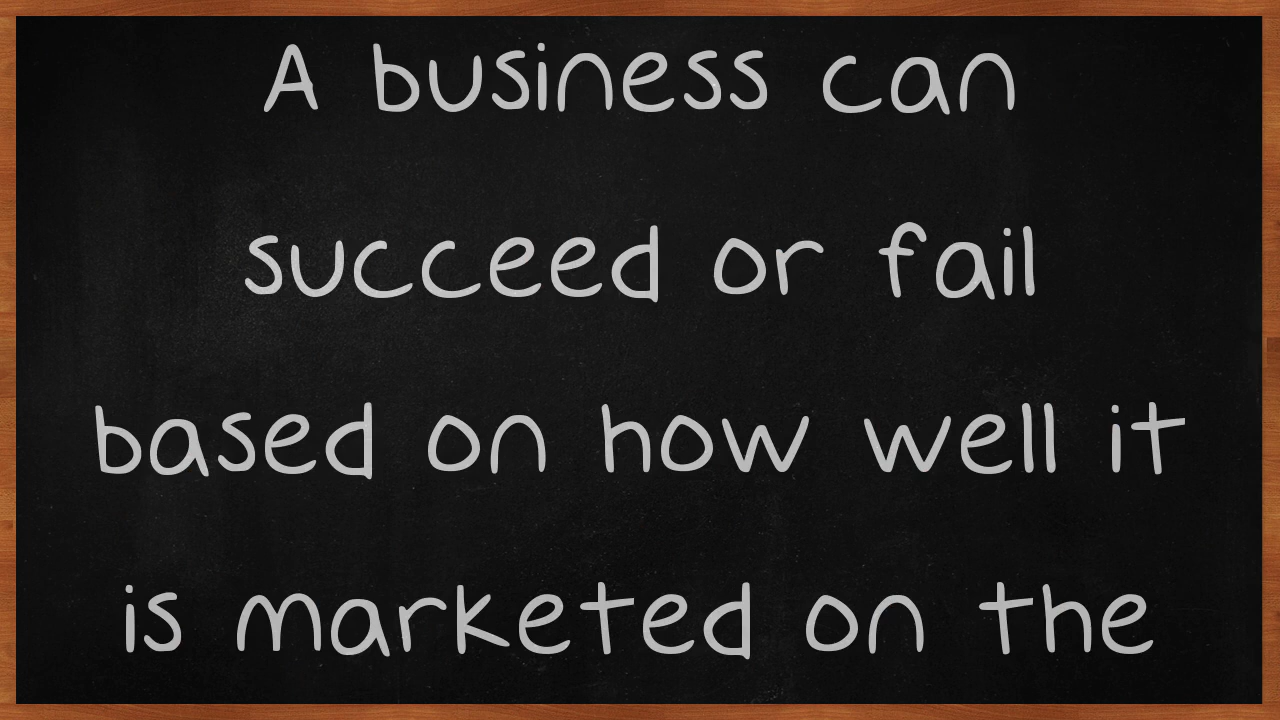 A business can
succeed or fail
based on how well it
is marketed on the